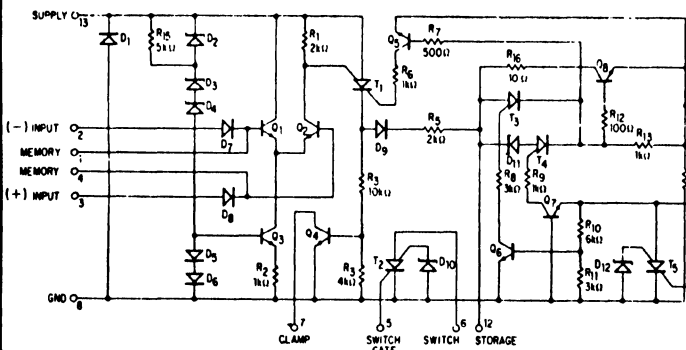 SUPPLY 13
D1
R15 5kΩ
D2
D3
D4
R1 2kΩ
T1
Q5
R7 500Ω
R6 1kΩ
R16 10Ω
Q8
T3
R12 100Ω
R13 1kΩ
(-) INPUT 2
D7
Q1
Q2
D9
R5 2kΩ
D11
T4
MEMORY 1
MEMORY 4
(+) INPUT 3
D8
R3 10kΩ
R8 3kΩ
R9 1kΩ
Q7
Q3
Q4
Q6
R10 6kΩ
D5
D6
R2 1kΩ
R3 4kΩ
T2
D10
R11 3kΩ
D12
T5
GND 8
7 CLAMP
5 SWITCH GATE
6 SWITCH
12 STORAGE